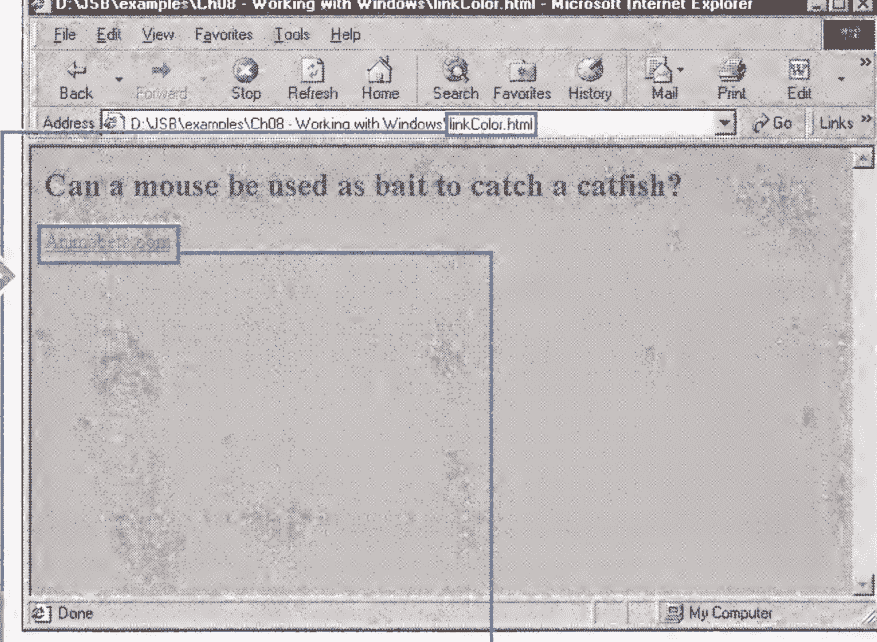 D:\JSB\examples\Ch08 - Working with Windows\linkColor.html - Microsoft Internet Explorer
File Edit View Favorites Tools Help
Back Forward Stop Refresh Home Search Favorites History Mail Print Edit »
Address D:\JSB\examples\Ch08 - Working with Windows\linkColor.html Go Links »
Can a mouse be used as bait to catch a catfish?
Done My Computer